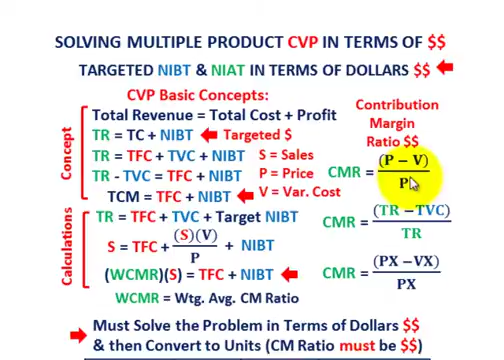 SOLVING MULTIPLE PRODUCT CVP IN TERMS OF $$
TARGETED NIBT & NIAT IN TERMS OF DOLLARS $$
CVP Basic Concepts:
Concept
Total Revenue = Total Cost + Profit
TR = TC + NIBT Targeted $
TR = TFC + TVC + NIBT
TR - TVC = TFC + NIBT
TCM = TFC + NIBT
S = Sales
P = Price
V = Var. Cost
Contribution
Margin
Ratio $$
CMR = (P – V) / P
CMR = (TR – TVC) / TR
CMR = (PX – VX) / PX
Calculations
TR = TFC + TVC + Target NIBT
S = TFC + (S)(V) / P + NIBT
(WCMR)(S) = TFC + NIBT
WCMR = Wtg. Avg. CM Ratio
Must Solve the Problem in Terms of Dollars $$
& then Convert to Units (CM Ratio must be $$)